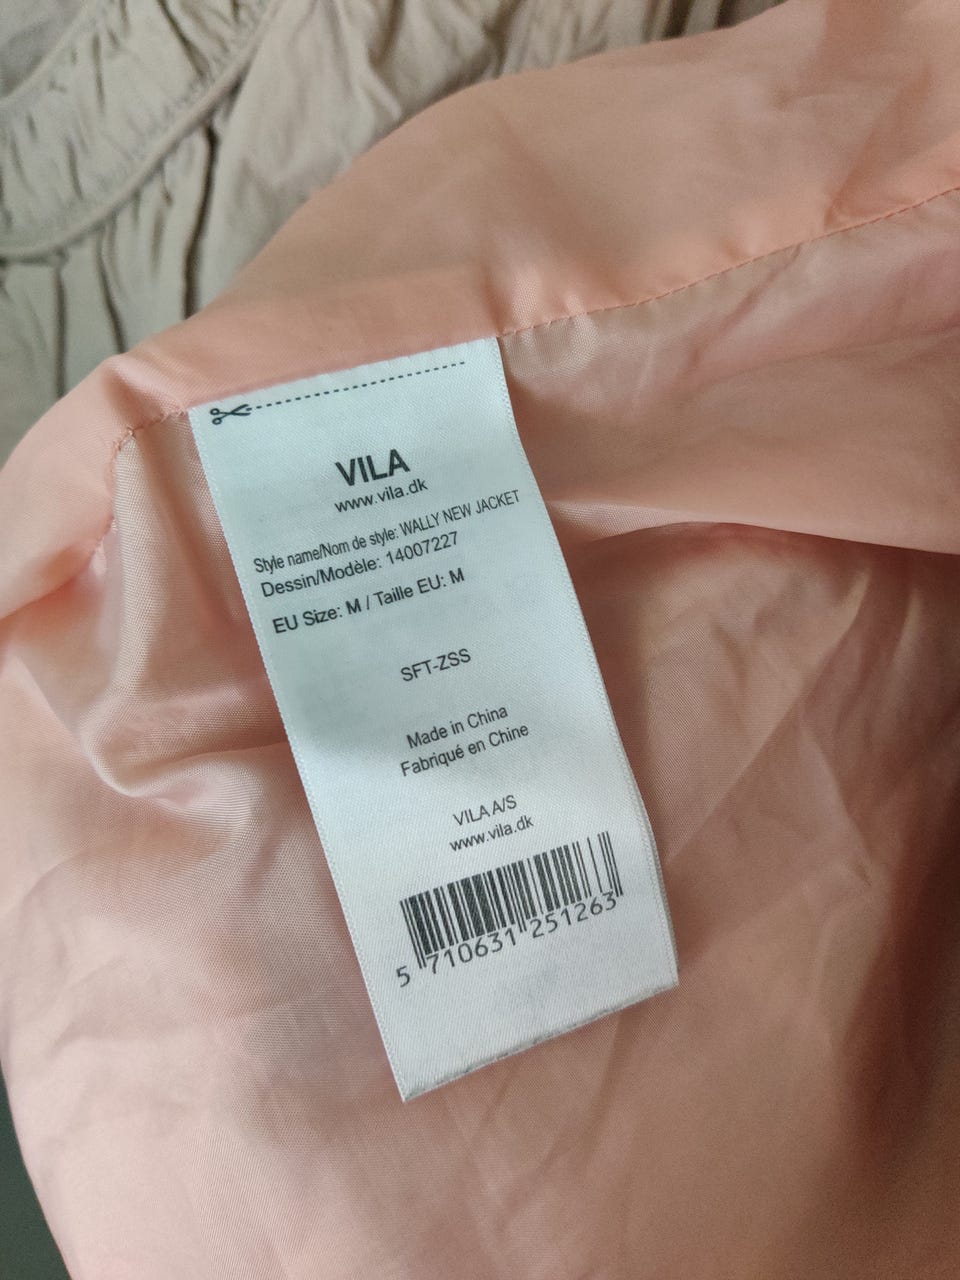 VILA
www.vila.dk
Style name/Nom de style: WALLY NEW JACKET
Dessin/Modèle: 14007227
EU Size: M / Taille EU: M
SFT-ZSS
Made in China
Fabriqué en Chine
VILA A/S
www.vila.dk
5 710631 251263